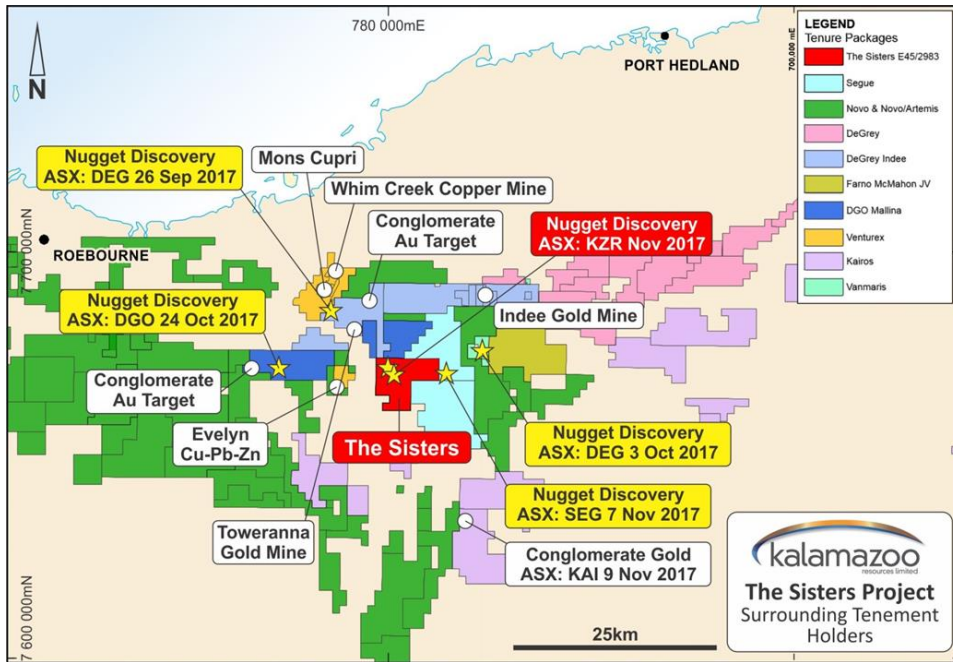 780 000mE
N
PORT HEDLAND
700,000 mE
LEGEND
Tenure Packages
The Sisters E45/2983
Segue
Novo & Novo/Artemis
DeGrey
DeGrey Indee
Farno McMahon JV
DGO Mallina
Venturex
Kairos
Vanmaris
Nugget Discovery
ASX: DEG 26 Sep 2017
Mons Cupri
Whim Creek Copper Mine
Conglomerate
Au Target
Nugget Discovery
ASX: KZR Nov 2017
7 700 000mN
ROEBOURNE
Nugget Discovery
ASX: DGO 24 Oct 2017
Indee Gold Mine
Conglomerate
Au Target
Evelyn
Cu-Pb-Zn
The Sisters
Nugget Discovery
ASX: DEG 3 Oct 2017
Toweranna
Gold Mine
Nugget Discovery
ASX: SEG 7 Nov 2017
Conglomerate Gold
ASX: KAI 9 Nov 2017
kalamazoo
resources limited
The Sisters Project
Surrounding Tenement
Holders
7 600 000mN
25km